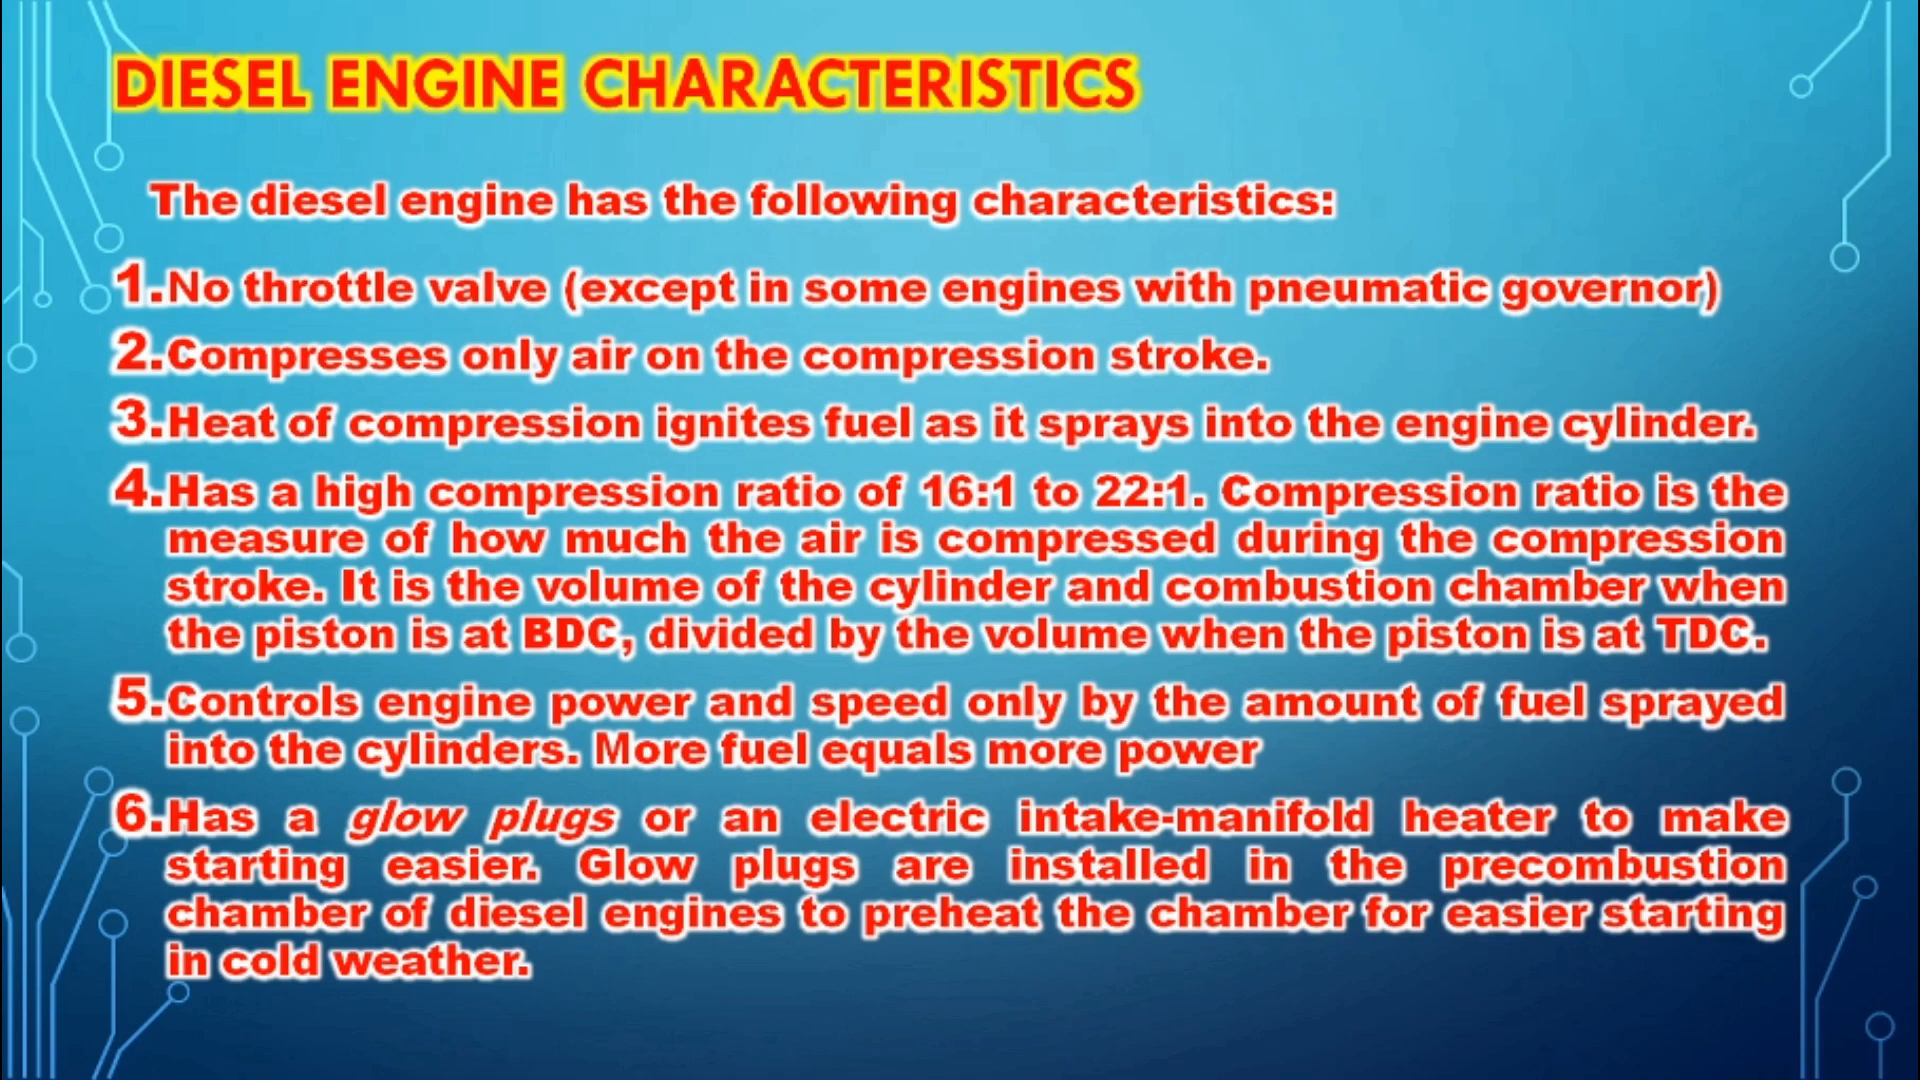 DIESEL ENGINE CHARACTERISTICS
The diesel engine has the following characteristics:
1.No throttle valve (except in some engines with pneumatic governor)
2.Compresses only air on the compression stroke.
3.Heat of compression ignites fuel as it sprays into the engine cylinder.
4.Has a high compression ratio of 16:1 to 22:1. Compression ratio is the
measure of how much the air is compressed during the compression
stroke. It is the volume of the cylinder and combustion chamber when
the piston is at BDC, divided by the volume when the piston is at TDC.
5.Controls engine power and speed only by the amount of fuel sprayed
into the cylinders. More fuel equals more power
6.Has a glow plugs or an electric intake-manifold heater to make
starting easier. Glow plugs are installed in the precombustion
chamber of diesel engines to preheat the chamber for easier starting
in cold weather.